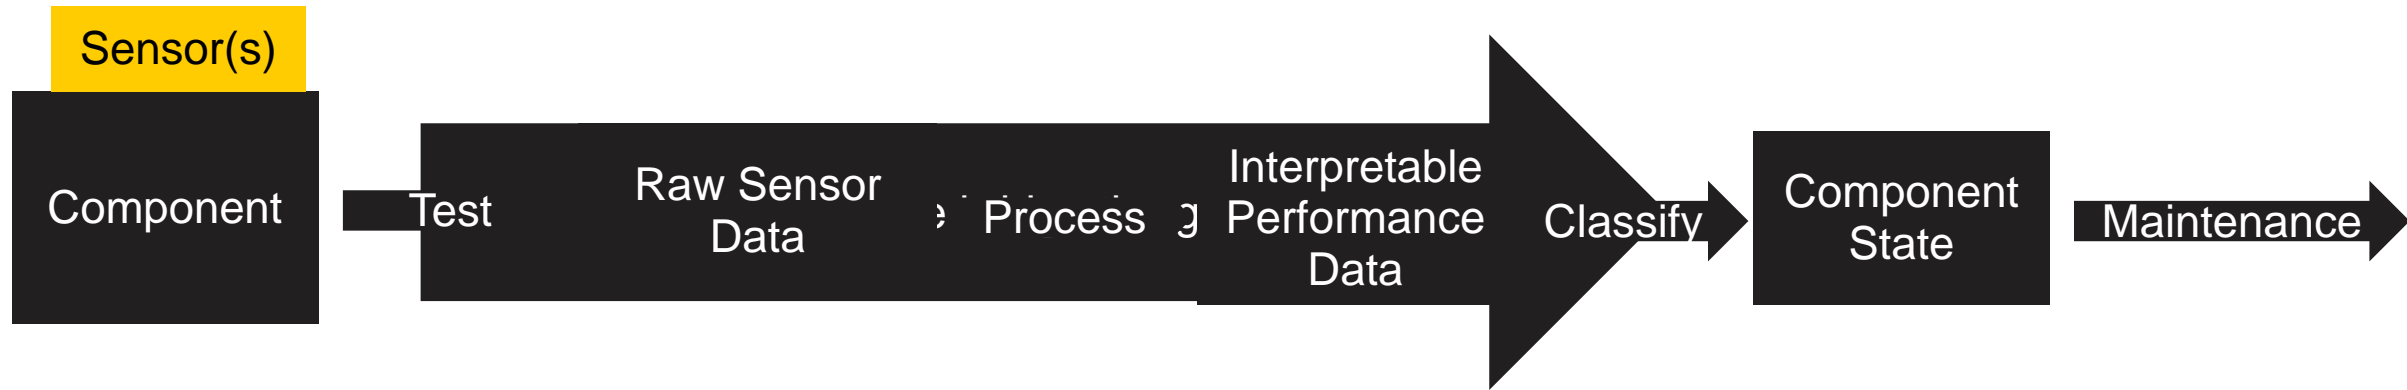 Sensor(s)
Component
Test
Raw Sensor
Data
Process
Interpretable
Performance
Data
Classify
Component
State
Maintenance